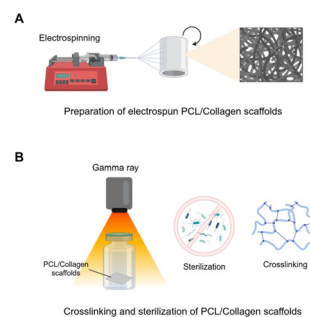 A
Electrospinning
Preparation of electrospun PCL/Collagen scaffolds
B
Gamma ray
PCL/Collagen
scaffolds
Sterilization
Crosslinking
Crosslinking and sterilization of PCL/Collagen scaffolds